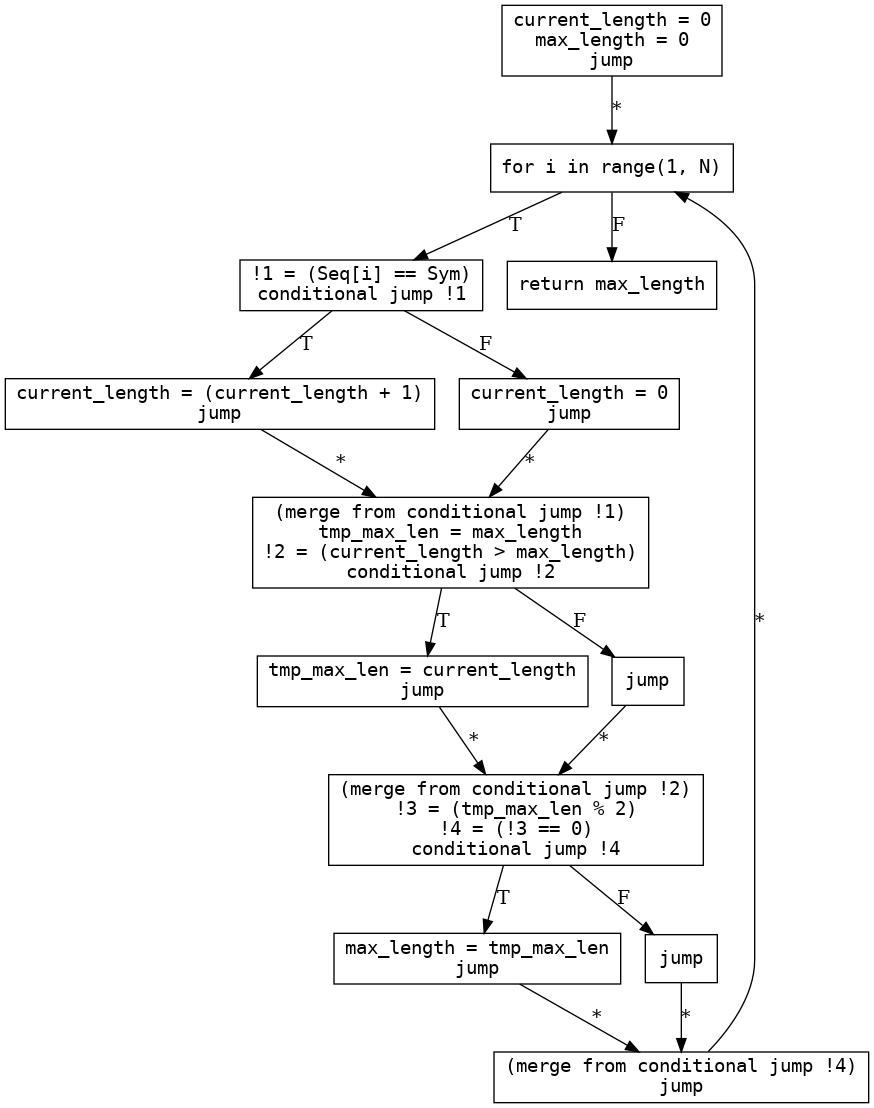 current_length = 0
max_length = 0
jump
*
for i in range(1, N)
T
F
!1 = (Seq[i] == Sym)
conditional jump !1
return max_length
T
F
current_length = (current_length + 1)
jump
current_length = 0
jump
*
*
(merge from conditional jump !1)
tmp_max_len = max_length
!2 = (current_length > max_length)
conditional jump !2
T
F
*
tmp_max_len = current_length
jump
jump
*
*
(merge from conditional jump !2)
!3 = (tmp_max_len % 2)
!4 = (!3 == 0)
conditional jump !4
T
F
max_length = tmp_max_len
jump
jump
*
*
(merge from conditional jump !4)
jump